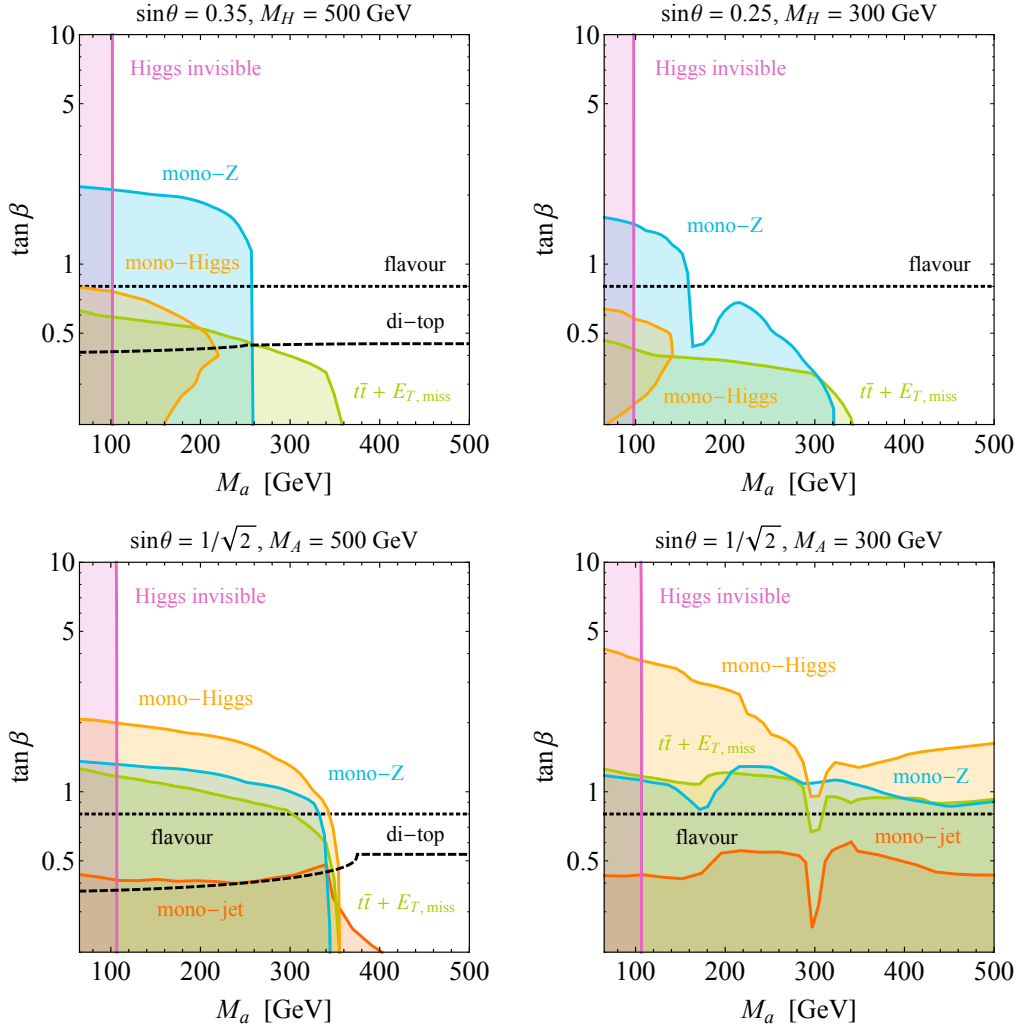 sinθ = 0.35, M_H = 500 GeV
10
5
1
0.5
tan β
Higgs invisible
mono−Z
mono−Higgs
flavour
di−top
tt̄ + E_T, miss
100 200 300 400 500
M_a [GeV]
sinθ = 0.25, M_H = 300 GeV
10
5
1
0.5
tan β
Higgs invisible
mono−Z
flavour
mono−Higgs
tt̄ + E_T, miss
100 200 300 400 500
M_a [GeV]
sinθ = 1/√2, M_A = 500 GeV
10
5
1
0.5
tan β
Higgs invisible
mono−Higgs
mono−Z
flavour
di−top
mono−jet
tt̄ + E_T, miss
100 200 300 400 500
M_a [GeV]
sinθ = 1/√2, M_A = 300 GeV
10
5
1
0.5
tan β
Higgs invisible
mono−Higgs
tt̄ + E_T, miss
mono−Z
flavour
mono−jet
100 200 300 400 500
M_a [GeV]